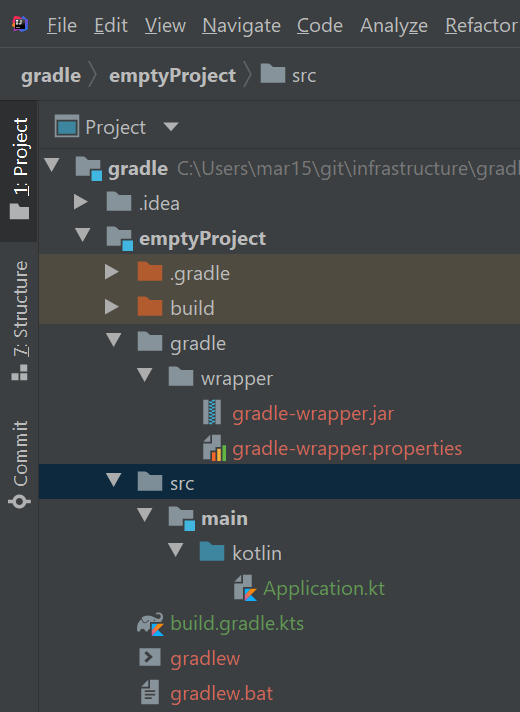 File Edit View Navigate Code Analyze Refactor
gradle emptyProject src
1: Project
7: Structure
Commit
Project
gradle C:\Users\mar15\git\infrastructure\gradl
.idea
emptyProject
.gradle
build
gradle
wrapper
gradle-wrapper.jar
gradle-wrapper.properties
src
main
kotlin
Application.kt
build.gradle.kts
gradlew
gradlew.bat